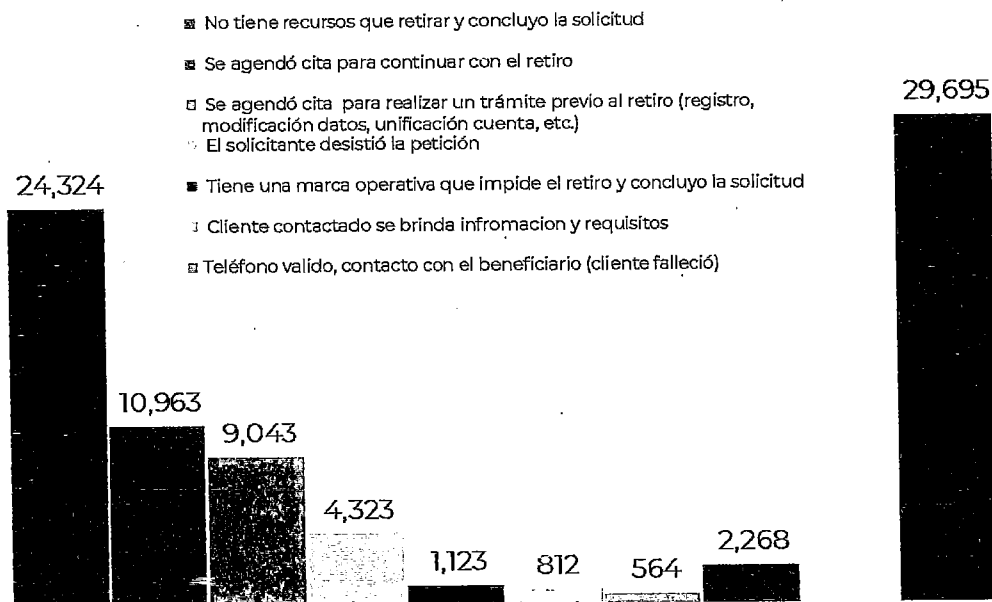 No tiene recursos que retirar y concluyo la solicitud
Se agendó cita para continuar con el retiro
Se agendó cita para realizar un trámite previo al retiro (registro,
modificación datos, unificación cuenta, etc.)
El solicitante desistió la petición
Tiene una marca operativa que impide el retiro y concluyo la solicitud
Cliente contactado se brinda infromacion y requisitos
Teléfono valido, contacto con el beneficiario (cliente falleció)
29,695
24,324
10,963
9,043
4,323
1,123
812
564
2,268